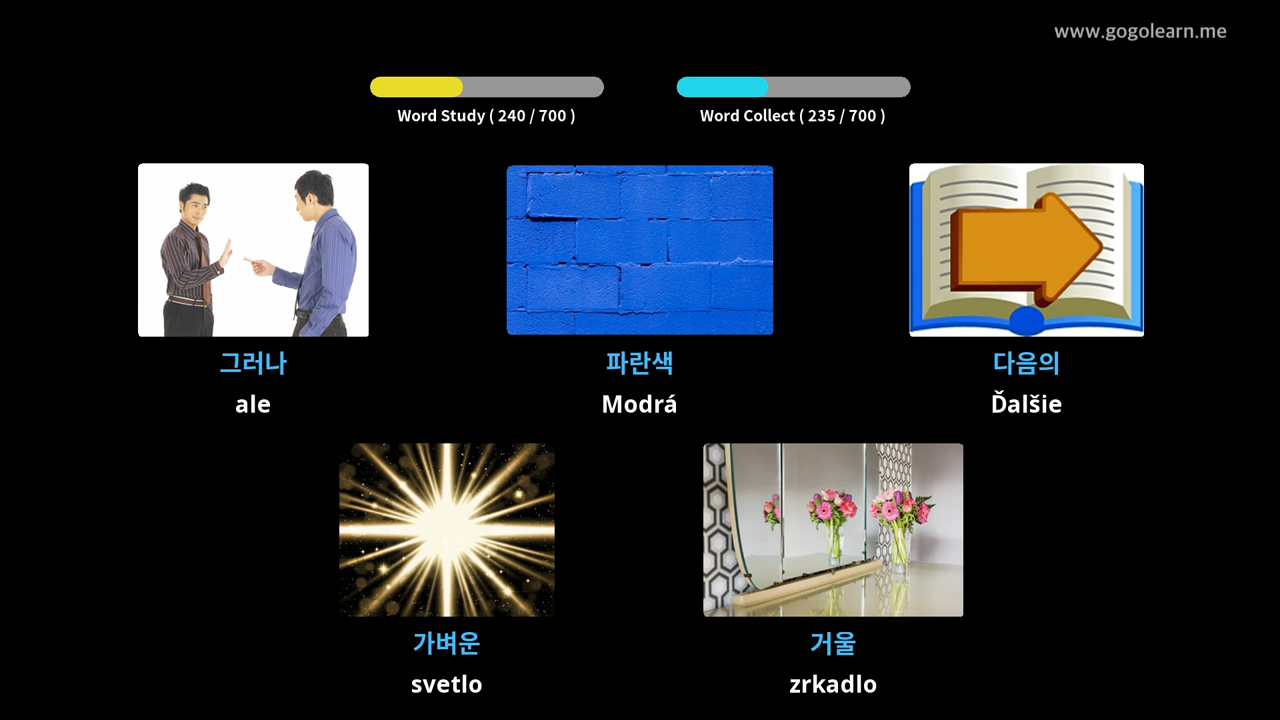 www.gogolearn.me
Word Study ( 240 / 700 )
Word Collect ( 235 / 700 )
그러나
ale
파란색
Modrá
다음의
Ďalšie
가벼운
svetlo
거울
zrkadlo